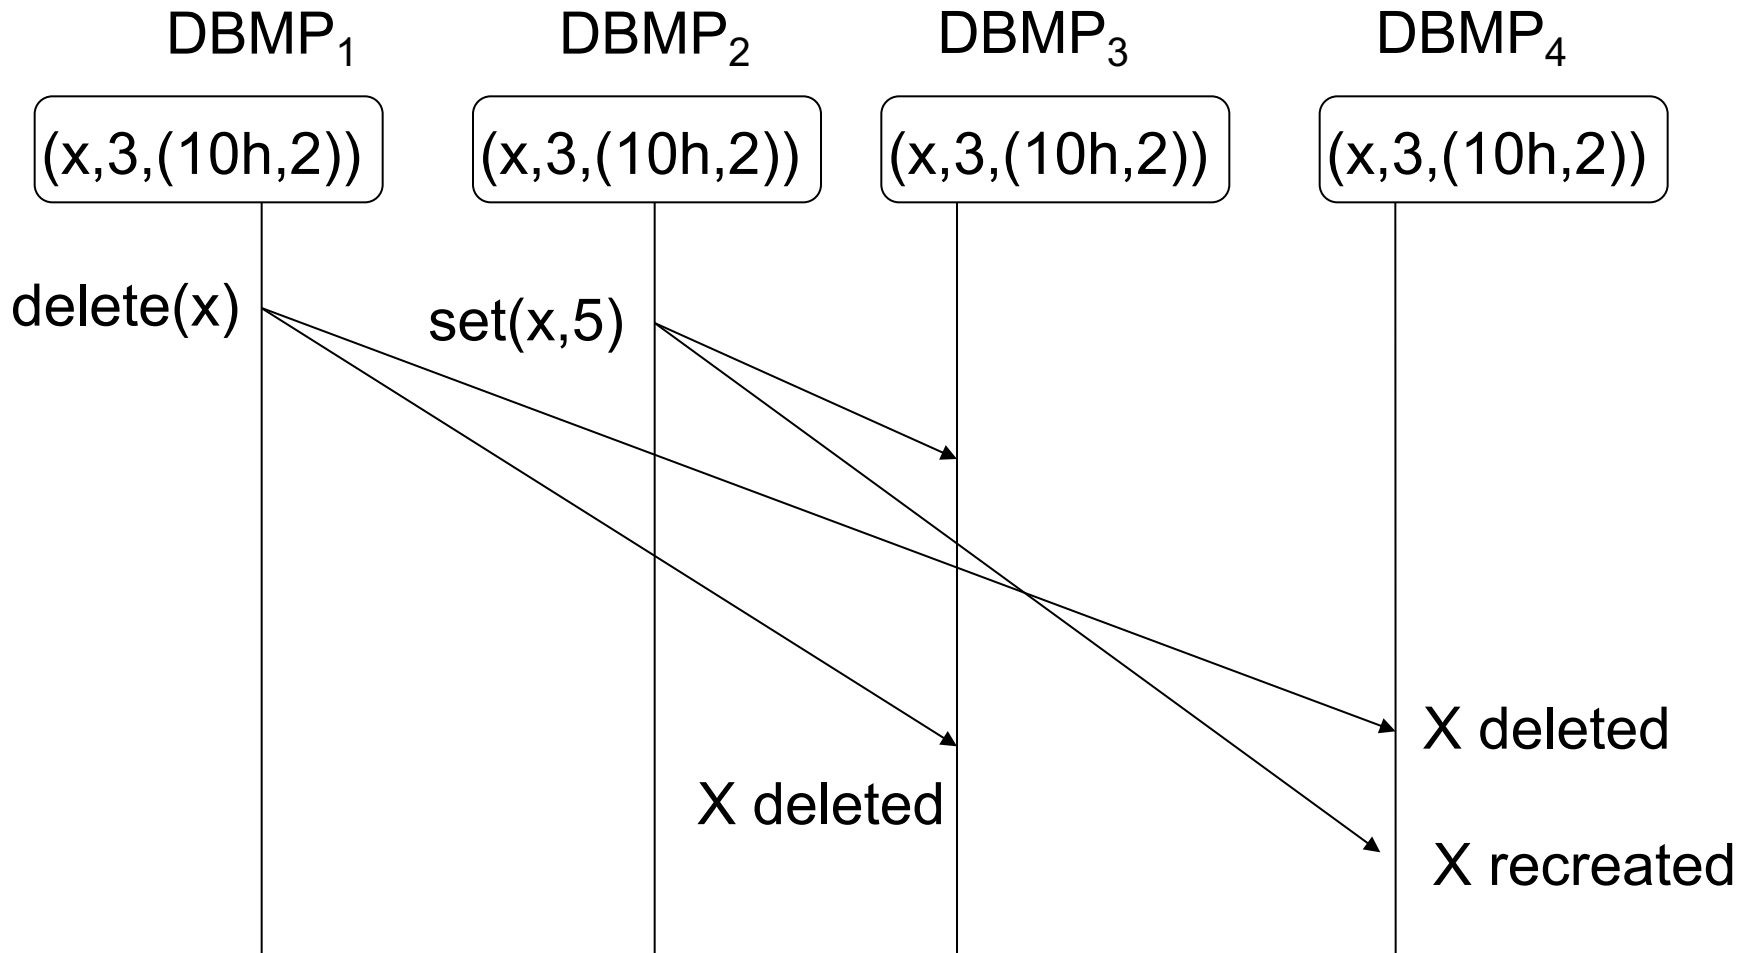 DBMP₁ DBMP₂ DBMP₃ DBMP₄
(x,3,(10h,2)) (x,3,(10h,2)) (x,3,(10h,2)) (x,3,(10h,2))
delete(x)
set(x,5)
X deleted
X deleted
X recreated